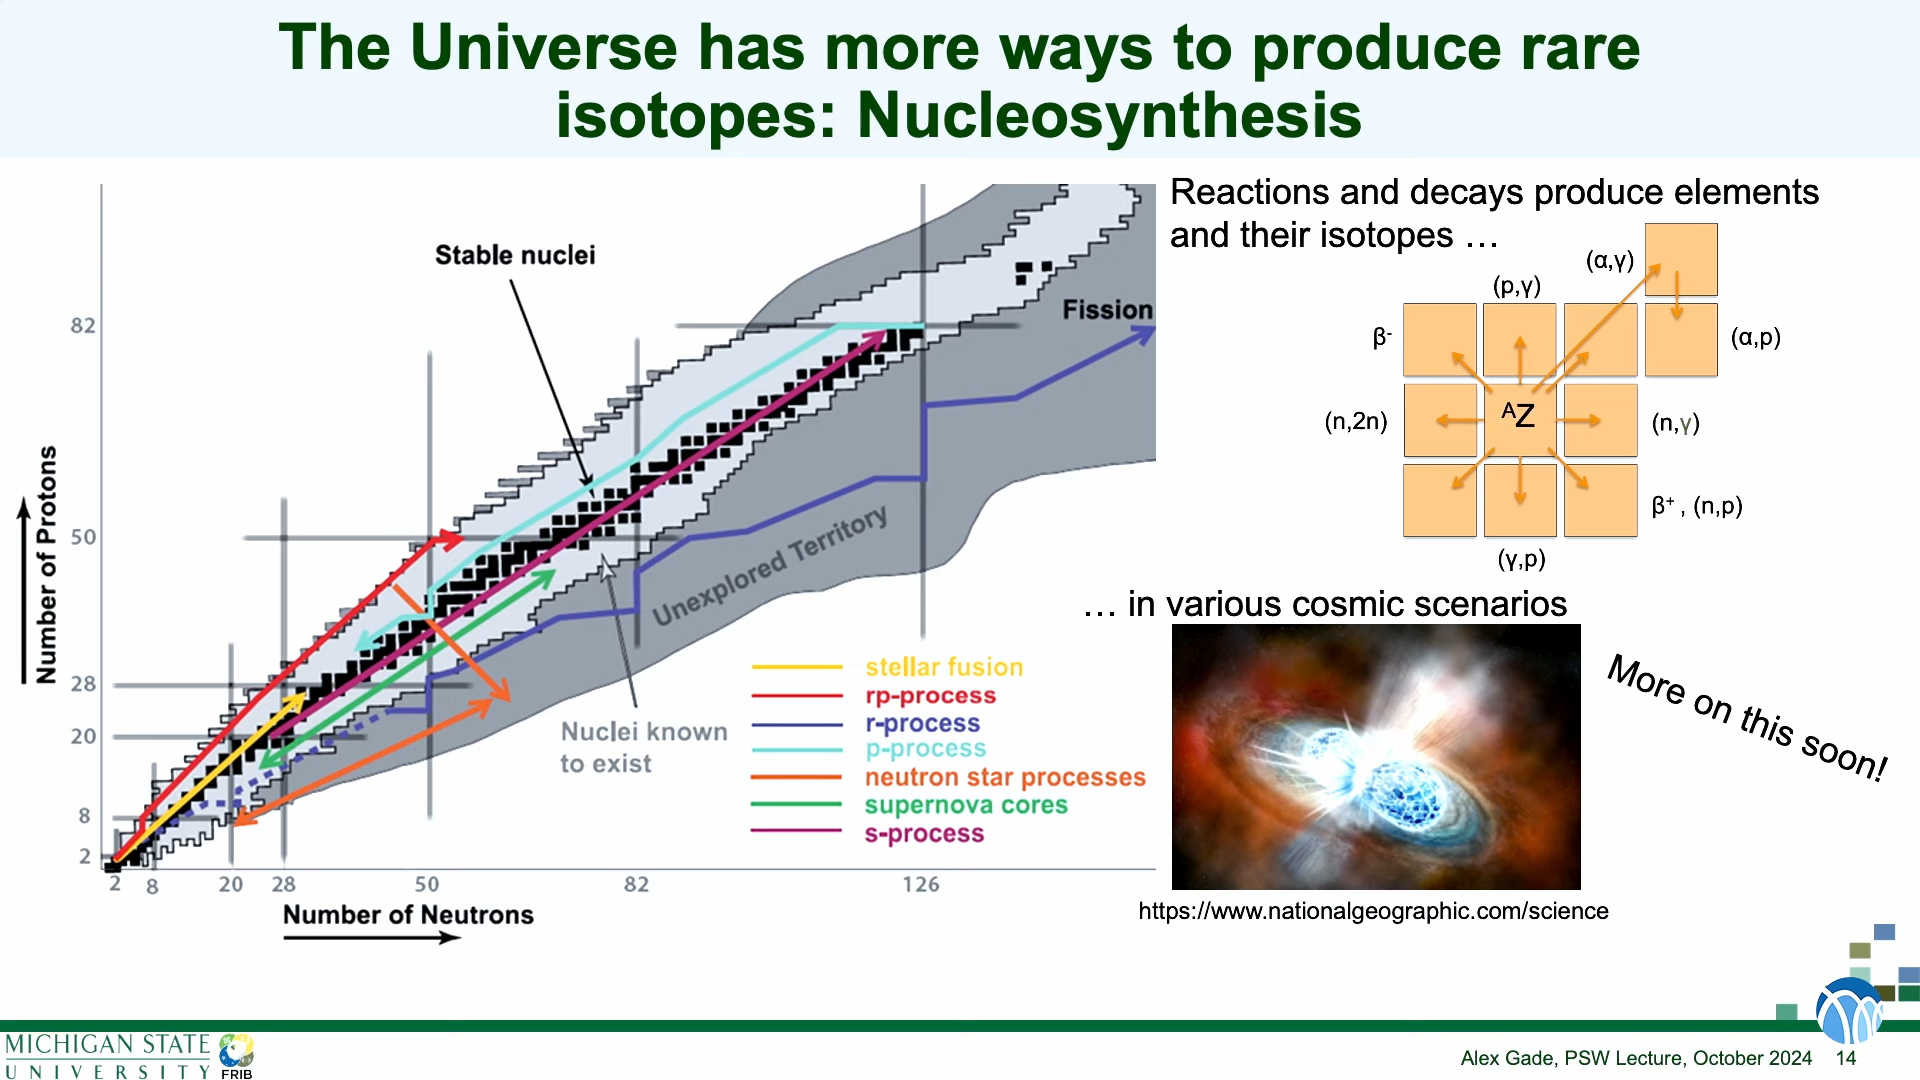 The Universe has more ways to produce rare
isotopes: Nucleosynthesis
Stable nuclei
Fission
Unexplored Territory
Nuclei known
to exist
82
50
28
20
8
2
Number of Protons
2
8
20
28
50
82
126
Number of Neutrons
stellar fusion
rp-process
r-process
p-process
neutron star processes
supernova cores
s-process
Reactions and decays produce elements
and their isotopes …
(α,γ)
(p,γ)
β-
(α,p)
(n,2n)
AZ
(n,γ)
β+ , (n,p)
(γ,p)
… in various cosmic scenarios
More on this soon!
https://www.nationalgeographic.com/science
MICHIGAN STATE
UNIVERSITY
FRIB
Alex Gade, PSW Lecture, October 2024
14